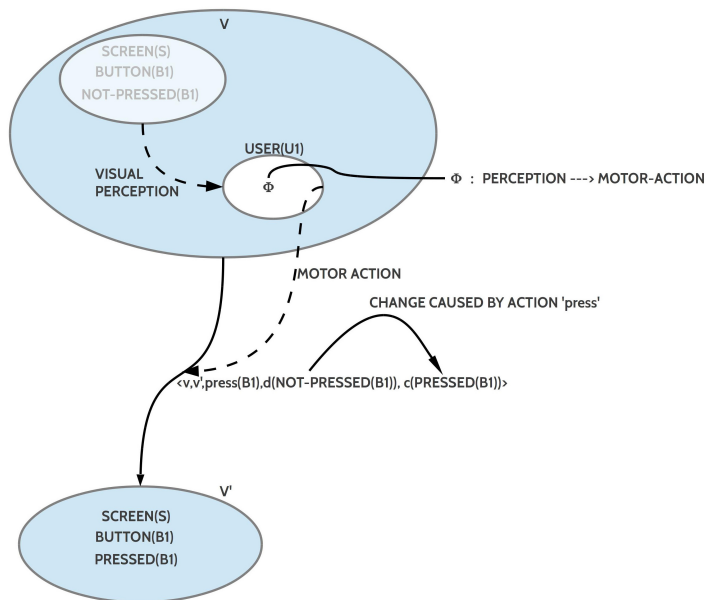 V
SCREEN(S)
BUTTON(B1)
NOT-PRESSED(B1)
USER(U1)
VISUAL
PERCEPTION
Φ
Φ : PERCEPTION ---> MOTOR-ACTION
MOTOR ACTION
CHANGE CAUSED BY ACTION 'press'
<v,v',press(B1),d(NOT-PRESSED(B1)), c(PRESSED(B1))>
V'
SCREEN(S)
BUTTON(B1)
PRESSED(B1)